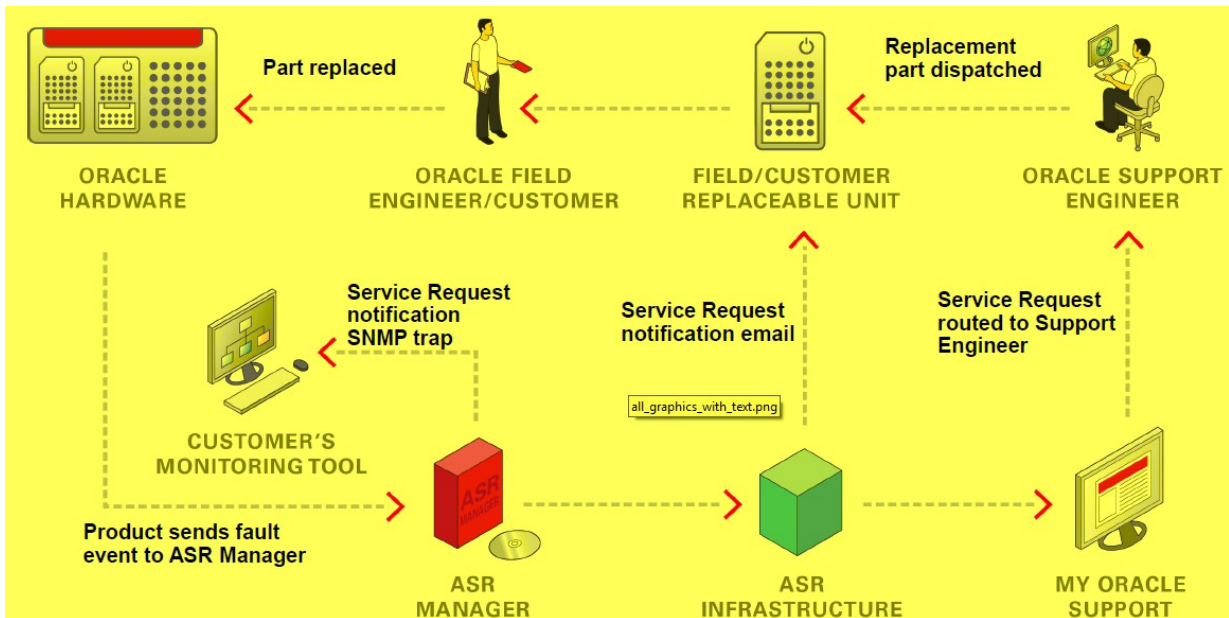 Part replaced
Replacement
part dispatched
ORACLE
HARDWARE
ORACLE FIELD
ENGINEER/CUSTOMER
FIELD/CUSTOMER
REPLACEABLE UNIT
ORACLE SUPPORT
ENGINEER
Service Request
notification
SNMP trap
Service Request
notification email
Service Request
routed to Support
Engineer
all_graphics_with_text.png
CUSTOMER'S
MONITORING TOOL
ASR
MANAGER
Product sends fault
event to ASR Manager
ASR
MANAGER
ASR
INFRASTRUCTURE
MY ORACLE
SUPPORT